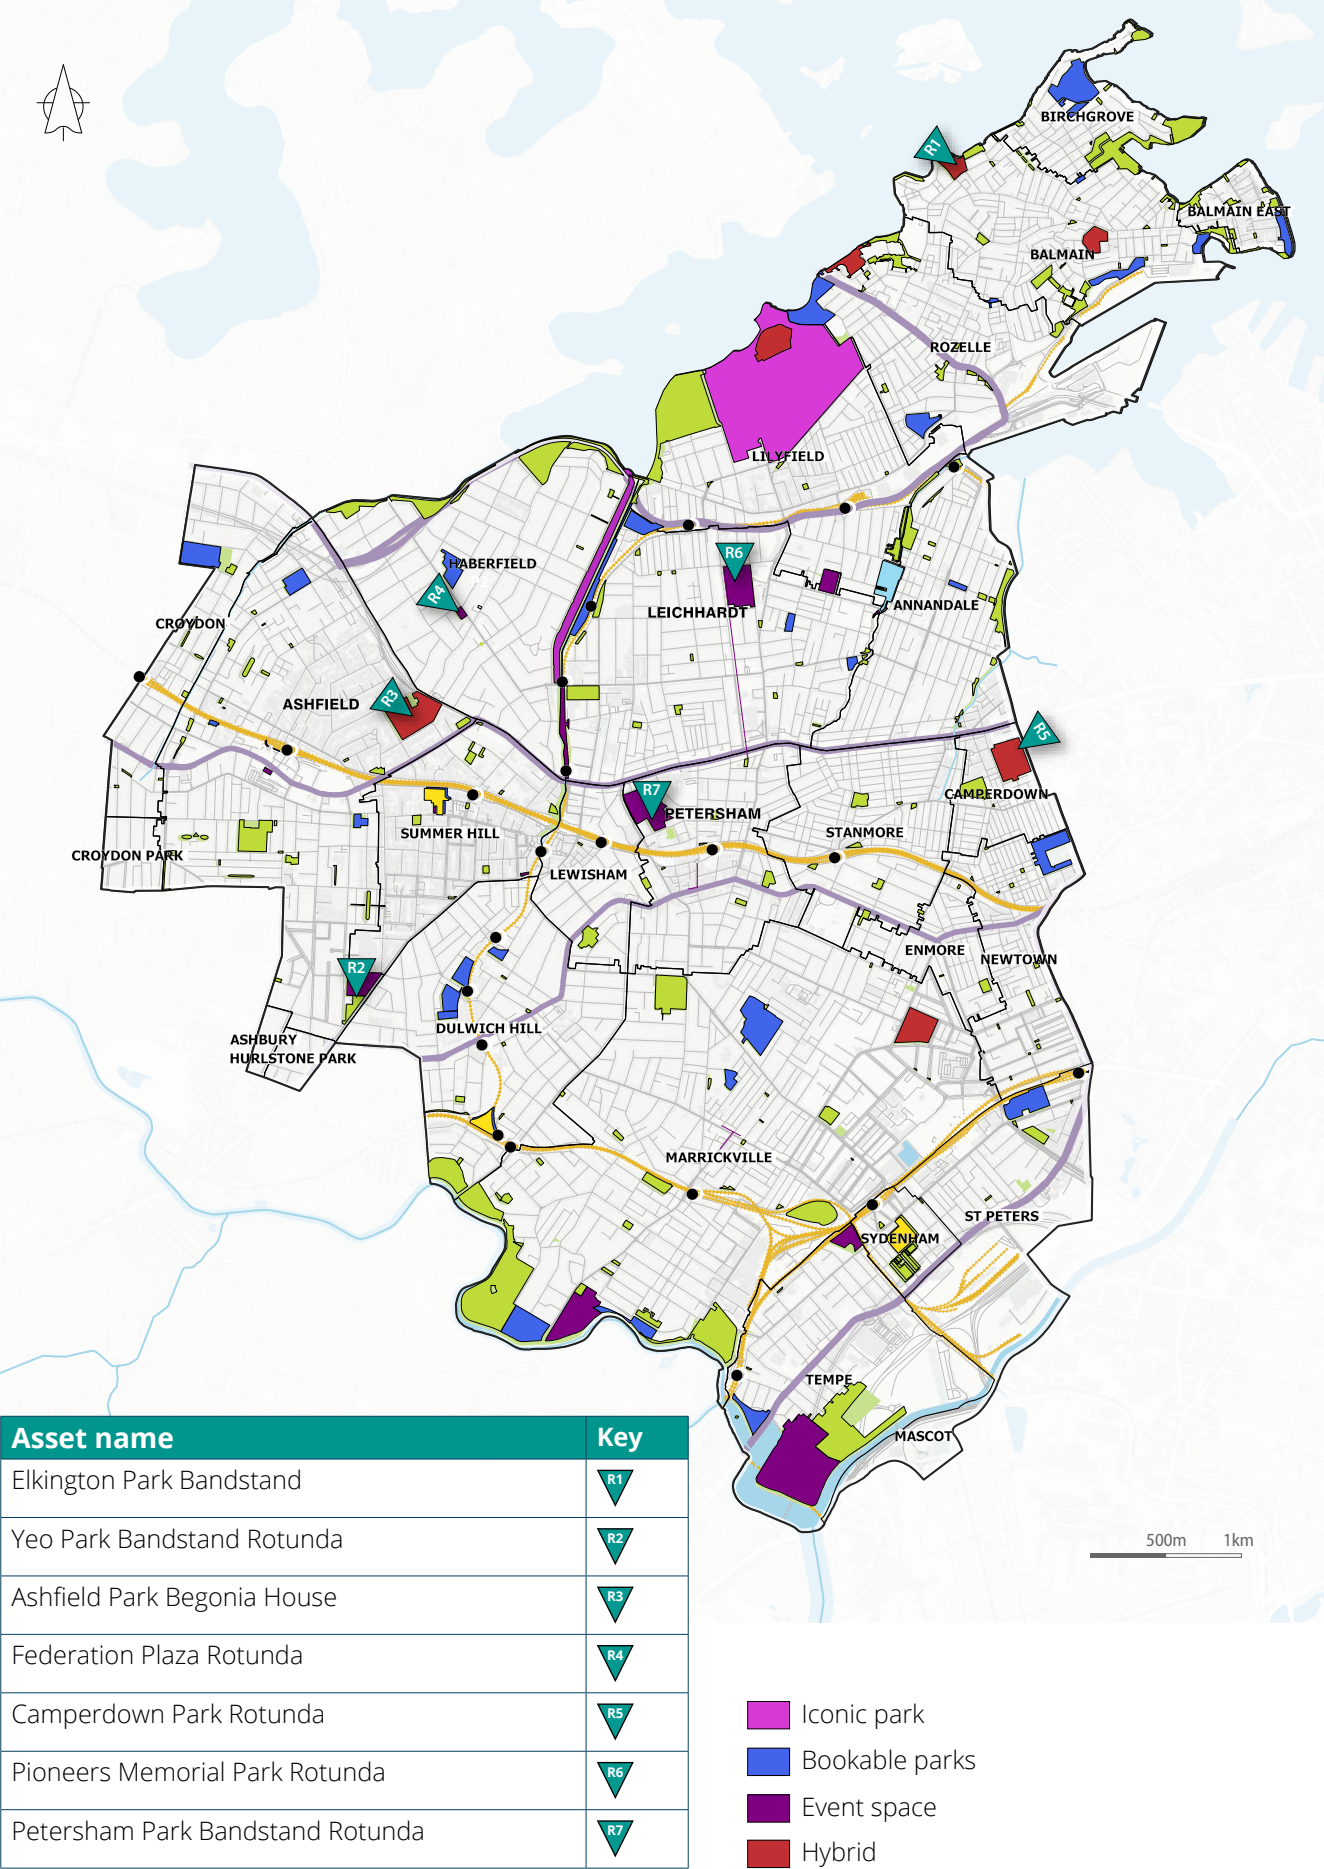 BIRCHGROVE
R1
BALMAIN EAST
BALMAIN
ROZELLE
LILYFIELD
R6
HABERFIELD
R4
LEICHHARDT
ANNANDALE
CROYDON
R3
ASHFIELD
R5
CAMPERDOWN
R7
PETERSHAM
SUMMER HILL
STANMORE
CROYDON PARK
LEWISHAM
ENMORE
NEWTOWN
R2
DULWICH HILL
ASHBURY
HURLSTONE PARK
MARRICKVILLE
ST PETERS
SYDENHAM
TEMPE
MASCOT
500m 1km
Asset name Key
Elkington Park Bandstand R1
Yeo Park Bandstand Rotunda R2
Ashfield Park Begonia House R3
Federation Plaza Rotunda R4
Camperdown Park Rotunda R5
Pioneers Memorial Park Rotunda R6
Petersham Park Bandstand Rotunda R7
Iconic park
Bookable parks
Event space
Hybrid